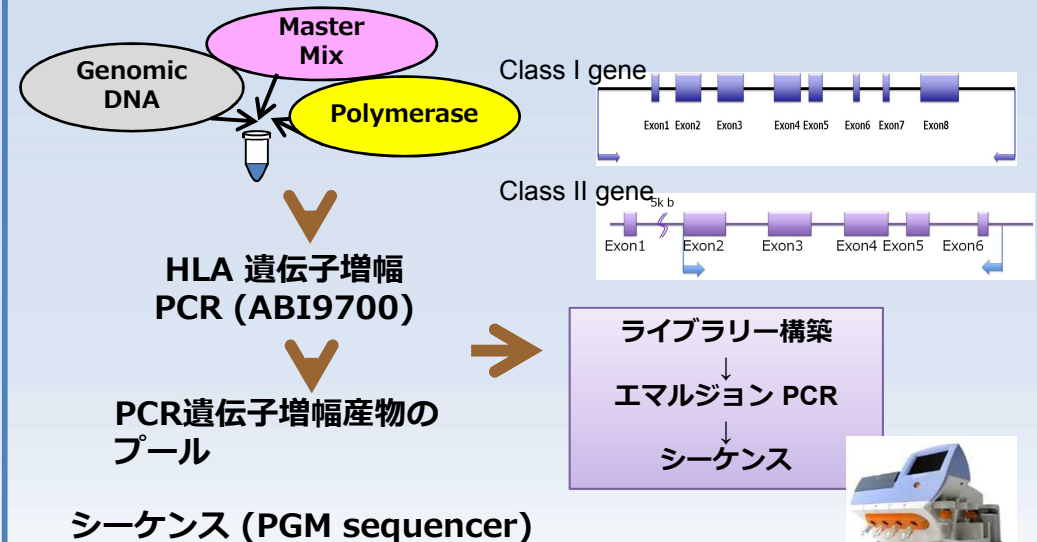 Master
Mix
Genomic
DNA
Polymerase
Class I gene
Exon1 Exon2 Exon3 Exon4 Exon5 Exon6 Exon7 Exon8
Class II gene
5k b
Exon1 Exon2 Exon3 Exon4 Exon5 Exon6
HLA 遺伝子増幅
PCR (ABI9700)
PCR遺伝子増幅産物の
プール
ライブラリー構築
↓
エマルジョン PCR
↓
シーケンス
シーケンス (PGM sequencer)